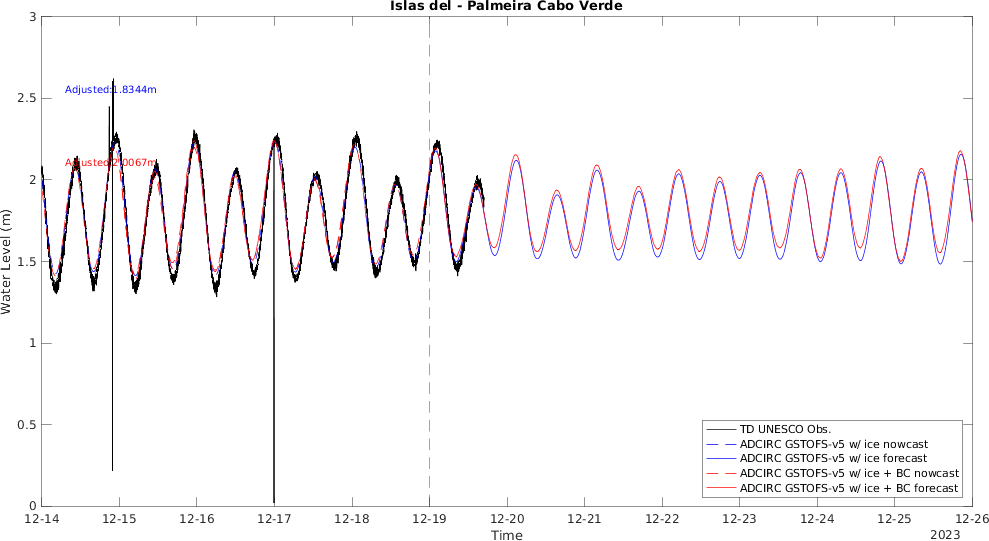 Islas del - Palmeira Cabo Verde
3
2.5
2
1.5
1
0.5
0
Water Level (m)
Adjusted:1.8344m
Adjusted:2.0067m
TD UNESCO Obs.
ADCIRC GSTOFS-v5 w/ ice nowcast
ADCIRC GSTOFS-v5 w/ ice forecast
ADCIRC GSTOFS-v5 w/ ice + BC nowcast
ADCIRC GSTOFS-v5 w/ ice + BC forecast
12-14 12-15 12-16 12-17 12-18 12-19 12-20 12-21 12-22 12-23 12-24 12-25 12-26
Time
2023